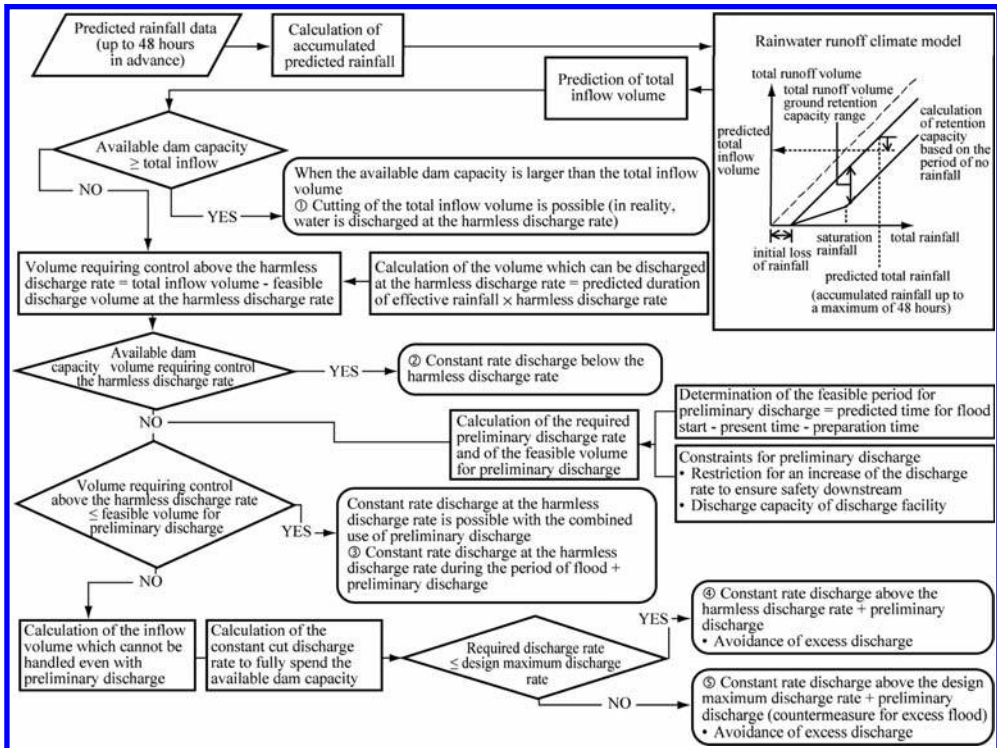 Predicted rainfall data
(up to 48 hours
in advance)
Calculation of
accumulated
predicted rainfall
Rainwater runoff climate model
total runoff volume
total runoff volume
ground retention
capacity range
calculation
of retention
capacity
based on the
period of no
rainfall
predicted
total inflow
volume
total rainfall
initial loss
of rainfall
saturation
rainfall
predicted total rainfall
(accumulated rainfall up to
a maximum of 48 hours)
Prediction of total
inflow volume
Available dam capacity
≥ total inflow
NO
YES
When the available dam capacity is larger than the total inflow
volume
① Cutting of the total inflow volume is possible (in reality,
water is discharged at the harmless discharge rate)
Volume requiring control above the harmless
discharge rate = total inflow volume - feasible
discharge volume at the harmless discharge rate
Calculation of the volume which can be discharged
at the harmless discharge rate = predicted duration
of effective rainfall × harmless discharge rate
Available dam
capacity volume requiring control
the harmless discharge rate
YES
② Constant rate discharge below the
harmless discharge rate
NO
Calculation of the required
preliminary discharge rate
and of the feasible volume
for preliminary discharge
Determination of the feasible period for
preliminary discharge = predicted time for flood
start - present time - preparation time
Constraints for preliminary discharge
• Restriction for an increase of the discharge
rate to ensure safety downstream
• Discharge capacity of discharge facility
Volume requiring control
above the harmless discharge rate
≤ feasible volume for
preliminary discharge
YES
Constant rate discharge at the harmless
discharge rate is possible with the combined
use of preliminary discharge
③ Constant rate discharge at the harmless
discharge rate during the period of flood +
preliminary discharge
NO
Calculation of the inflow
volume which cannot be
handled even with
preliminary discharge
Calculation of the
constant cut discharge
rate to fully spend the
available dam capacity
Required discharge rate
≤ design maximum discharge
rate
YES
④ Constant rate discharge above the
harmless discharge rate + preliminary
discharge
• Avoidance of excess discharge
NO
⑤ Constant rate discharge above the design
maximum discharge rate + preliminary
discharge (countermeasure for excess flood)
• Avoidance of excess discharge